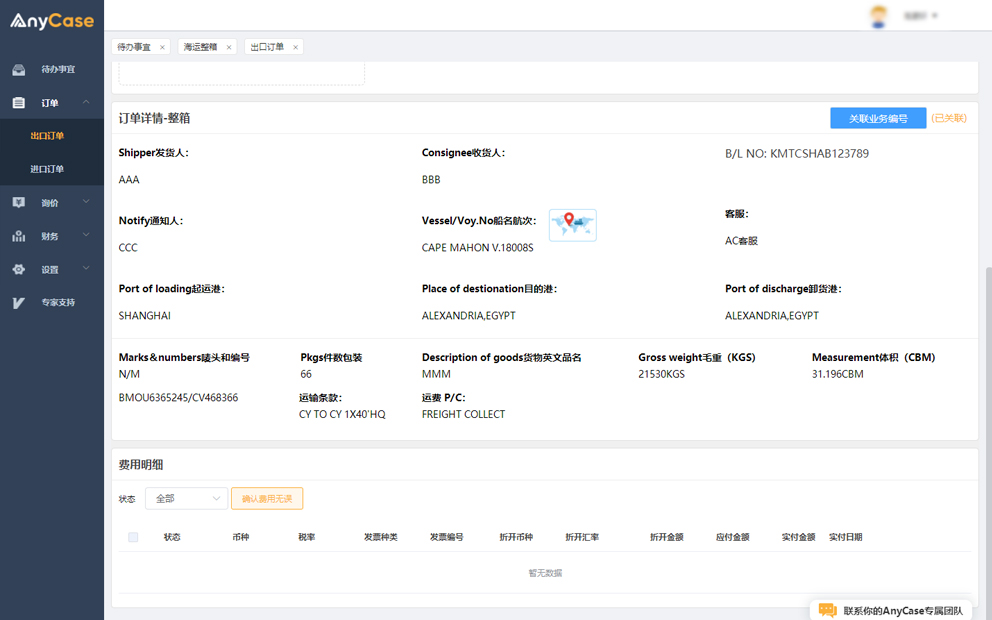 AnyCase
待办事宜 × 海运整箱 × 出口订单 ×
待办事宜
订单
出口订单
进口订单
询价
财务
设置
专家支持
订单详情-整箱 关联业务编号 (已关联)
Shipper发货人: Consignee收货人: B/L NO: KMTCSHAB123789
AAA BBB
Notify通知人: Vessel/Voy.No船名航次: 客服:
CCC CAPE MAHON V.18008S AC客服
Port of loading起运港: Place of destionation目的港: Port of discharge卸货港:
SHANGHAI ALEXANDRIA,EGYPT ALEXANDRIA,EGYPT
Marks&numbers唛头和编号 Pkgs件数包装 Description of goods货物英文品名 Gross weight毛重（KGS） Measurement体积（CBM）
N/M 66 MMM 21530KGS 31.196CBM
BMOU6365245/CV468366 运输条款: 运费 P/C:
CY TO CY 1X40`HQ FREIGHT COLLECT
费用明细
状态 全部 确认费用无误
状态 币种 税率 发票种类 发票编号 折开币种 折开汇率 折开金额 应付金额 实付金额 实付日期
暂无数据
联系你的AnyCase专属团队